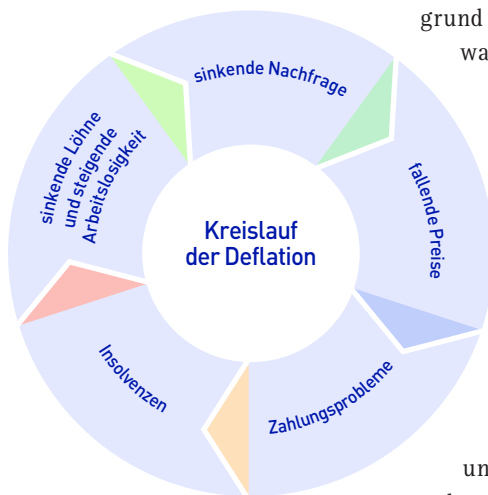 grund
wa
sinkende Nachfrage
fallende Preise
Zahlungsprobleme
Insolvenzen
sinkende Löhne
und steigende
Arbeitslosigkeit
Kreislauf
der Deflation
un